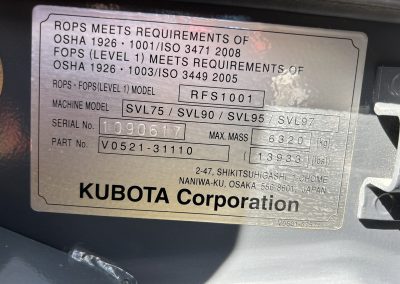 ROPS MEETS REQUIREMENTS OF
OSHA 1926 · 1001/ISO 3471 2008
FOPS (LEVEL 1) MEETS REQUIREMENTS OF
OSHA 1926 · 1003/ISO 3449 2005
ROPS · FOPS(LEVEL 1) MODEL RFS1001
MACHINE MODEL SVL75 / SVL90 / SVL95 / SVL97
SERIAL No. 1090617 MAX. MASS 6320 (kg)
PART No. V0521-31110 (13933) (lbs)
2-47, SHIKITSUHIGASHI 1-CHOME
NANIWA-KU, OSAKA 556-8601, JAPAN
KUBOTA Corporation